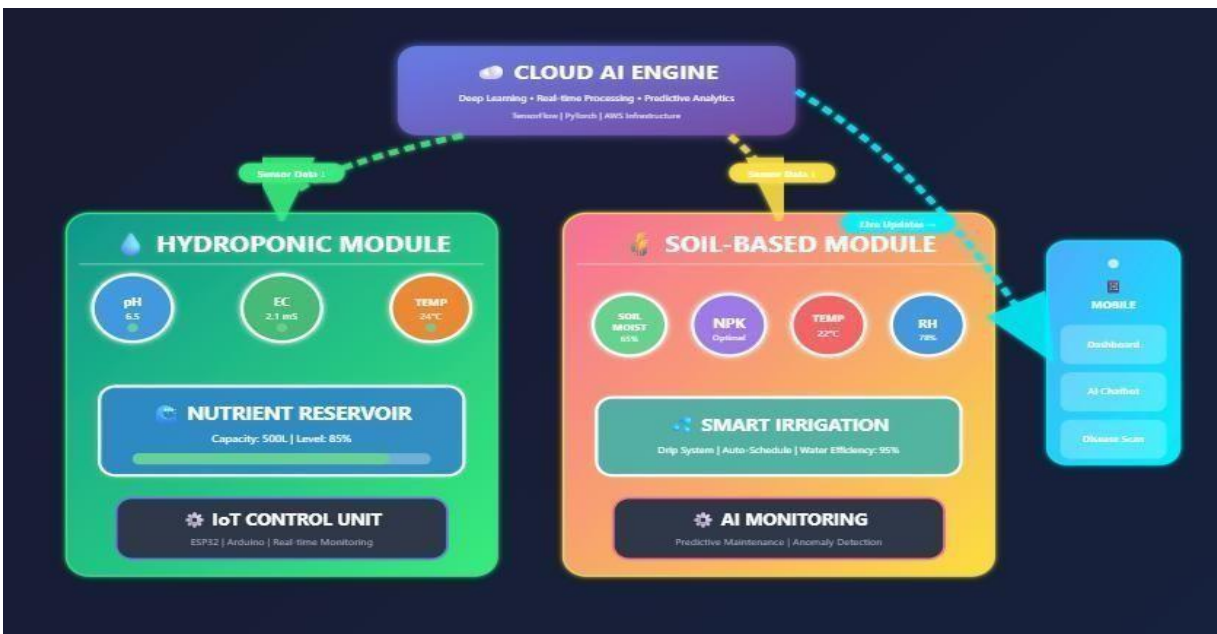 CLOUD AI ENGINE
Deep Learning • Real-time Processing • Predictive Analytics
TensorFlow | PyTorch | AWS Infrastructure
Sensor Data ↕
Sensor Data ↕
Updates →
HYDROPONIC MODULE
pH
6.5
EC
2.1 mS
TEMP
24°C
NUTRIENT RESERVOIR
Capacity: 500L | Level: 85%
IoT CONTROL UNIT
ESP32 | Arduino | Real-time Monitoring
SOIL-BASED MODULE
SOIL
MOIST
65%
NPK
Optimal
TEMP
22°C
RH
78%
SMART IRRIGATION
Drip System | Auto-Schedule | Water Efficiency: 95%
AI MONITORING
Predictive Maintenance | Anomaly Detection
MOBILE
Dashboard
AI Chatbot
Disease Scan